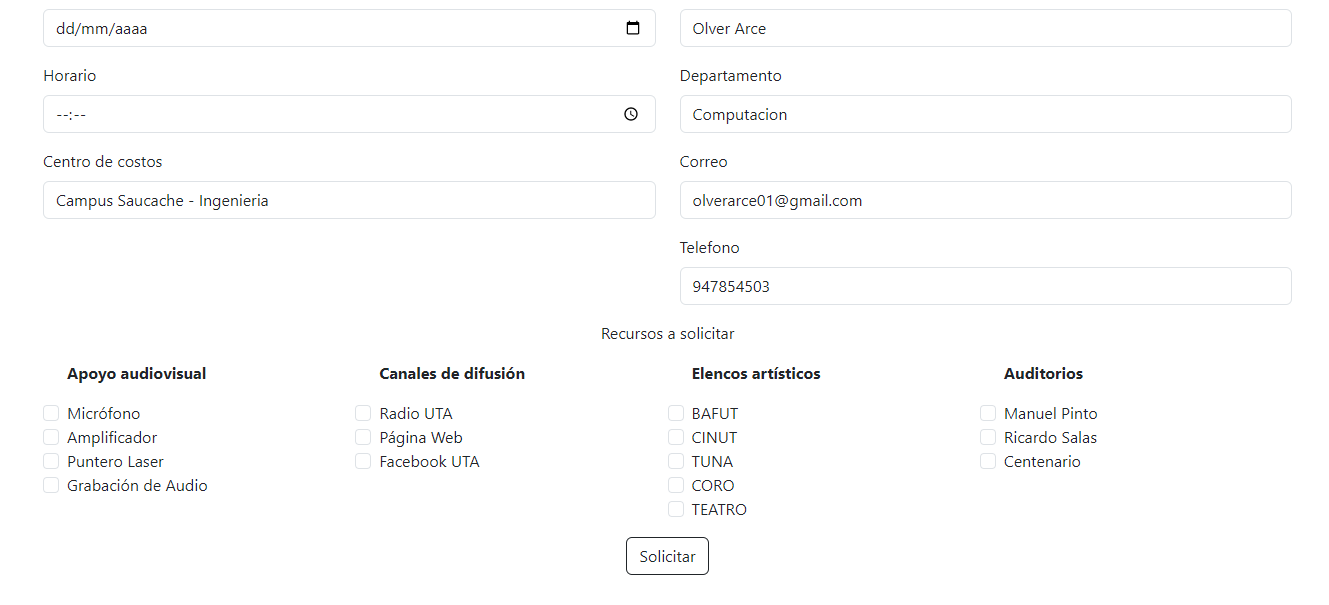 dd/mm/aaaa
Olver Arce
Horario
Departamento
--:--
Computacion
Centro de costos
Correo
Campus Saucache - Ingenieria
olverarce01@gmail.com
Telefono
947854503
Recursos a solicitar
Apoyo audiovisual
Micrófono
Amplificador
Puntero Laser
Grabación de Audio
Canales de difusión
Radio UTA
Página Web
Facebook UTA
Elencos artísticos
BAFUT
CINUT
TUNA
CORO
TEATRO
Auditorios
Manuel Pinto
Ricardo Salas
Centenario
Solicitar